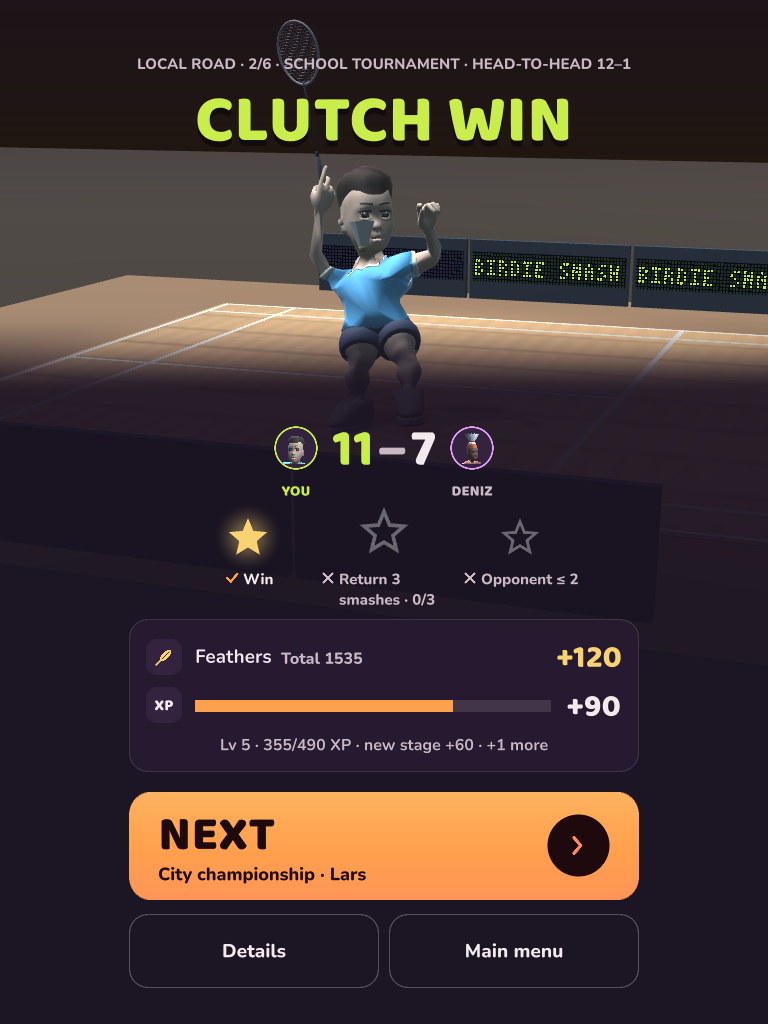 LOCAL ROAD · 2/6 · SCHOOL TOURNAMENT · HEAD-TO-HEAD 12–1
CLUTCH WIN
BIRDIE SMASH BIRDIE SMA
11–7
YOU DENIZ
Win Return 3 Opponent ≤ 2
smashes · 0/3
Feathers Total 1535 +120
XP +90
Lv 5 · 355/490 XP · new stage +60 · +1 more
NEXT
City championship · Lars
Details Main menu